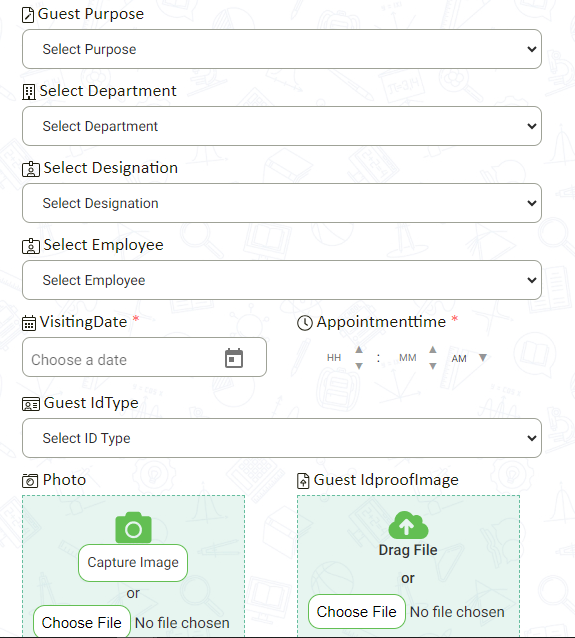 Guest Purpose
Select Purpose
Select Department
Select Department
Select Designation
Select Designation
Select Employee
Select Employee
VisitingDate * Appointmenttime *
Choose a date HH : MM AM
Guest IdType
Select ID Type
Photo Guest IdproofImage
Capture Image Drag File
or or
Choose File No file chosen Choose File No file chosen